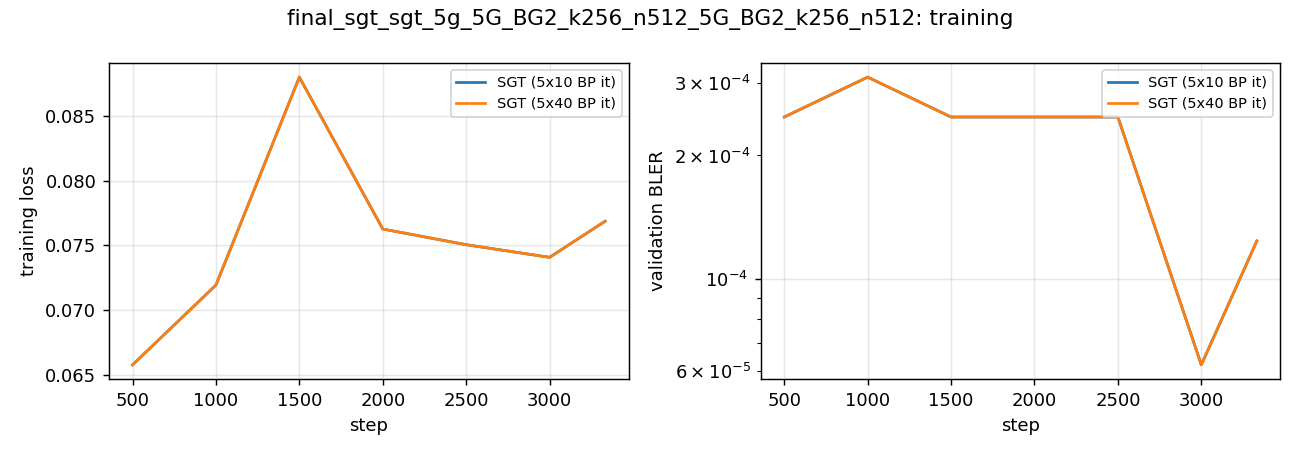 final_sgt_sgt_5g_5G_BG2_k256_n512_5G_BG2_k256_n512: training
SGT (5x10 BP it)
SGT (5x40 BP it)
training loss
0.085
0.080
0.075
0.070
0.065
500 1000 1500 2000 2500 3000
step
SGT (5x10 BP it)
SGT (5x40 BP it)
validation BLER
3 × 10⁻⁴
2 × 10⁻⁴
10⁻⁴
6 × 10⁻⁵
500 1000 1500 2000 2500 3000
step